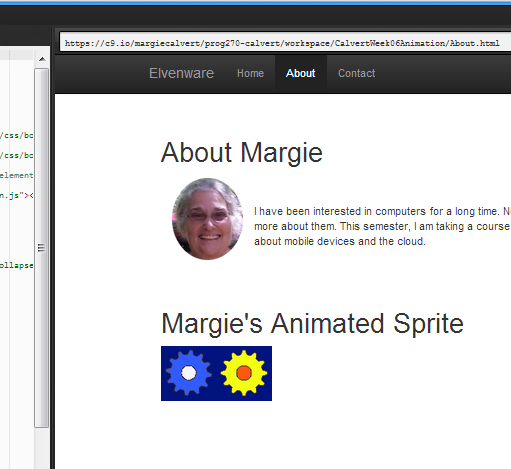 https://c9.io/margiecalvert/prog270-calvert/workspace/CalvertWeek06Animation/About.html
Elvenware Home About Contact
/css/bo
/css/bo
element
n.js"><
ollapse
About Margie
I have been interested in computers for a long time.
more about them. This semester, I am taking a course
about mobile devices and the cloud.
Margie's Animated Sprite